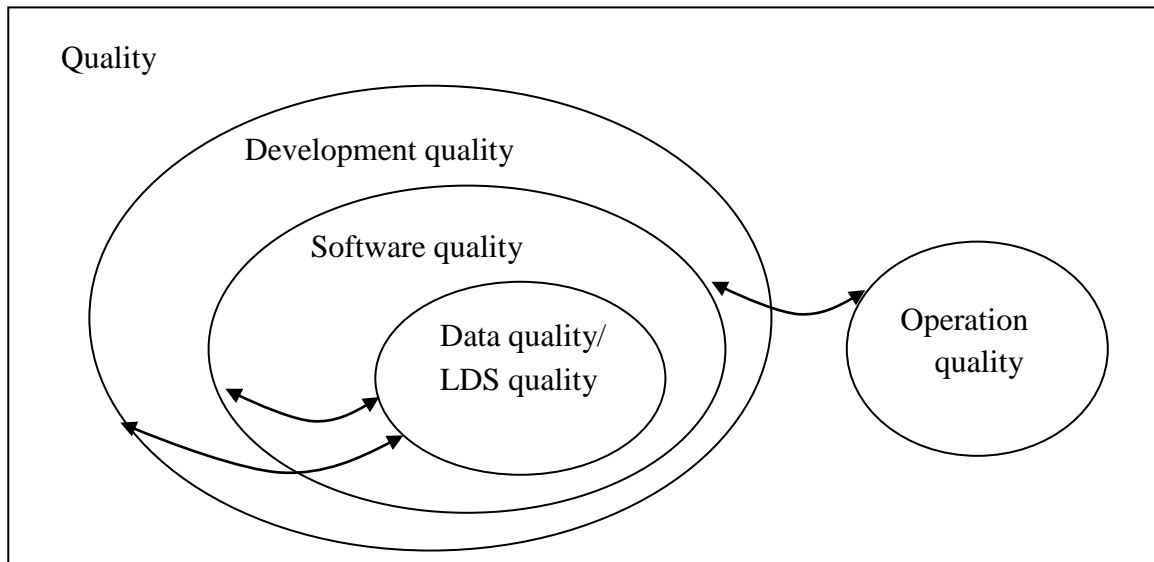 Quality
Development quality
Software quality
Data quality/
LDS quality
Operation
quality